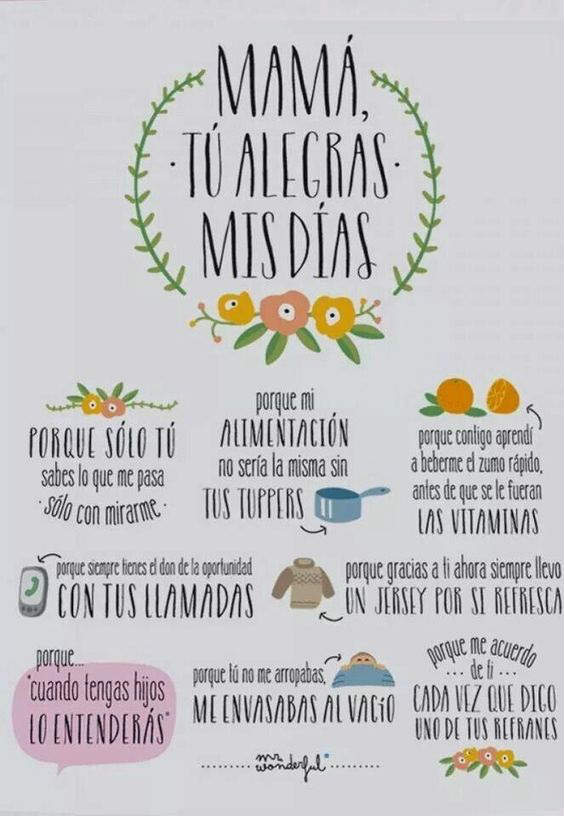 MAMÁ,
·TÚ ALEGRAS·
MIS DÍAS
PORQUE SÓLO TÚ
sabes lo que me pasa
·sólo con mirarme·
porque mi
ALIMENTACIÓN
no sería la misma sin
TUS TUPPERS
porque contigo aprendí
a beberme el zumo rápido,
antes de que se le fueran
LAS VITAMINAS
porque siempre tienes el don de la oportunidad
CON TUS LLAMADAS
porque gracias a ti ahora siempre llevo
UN JERSEY POR SI REFRESCA
porque...
"cuando tengas hijos
LO ENTENDERÁS"
porque tú no me arropabas,
ME ENVASABAS AL VACÍO
porque me acuerdo
... de ti ...
CADA VEZ QUE DIGO
UNO DE TUS REFRANES
mr
wonderful*